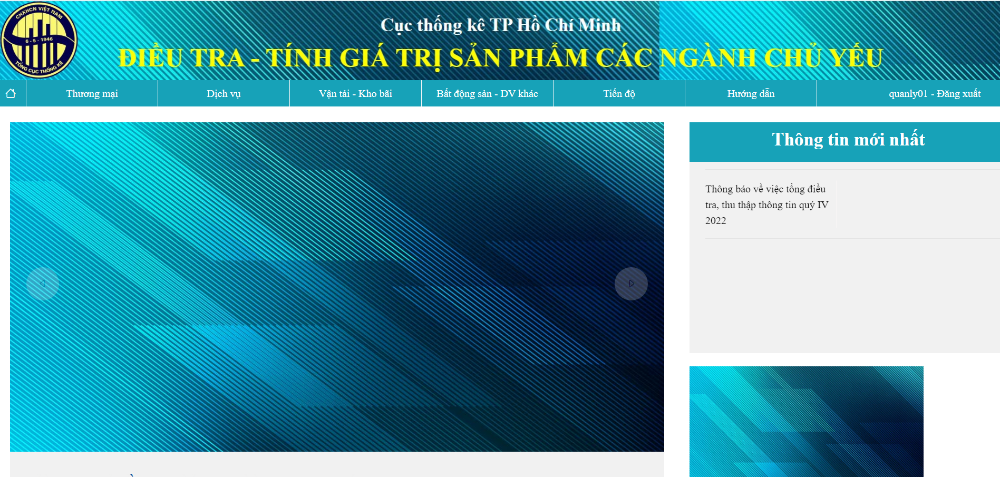 CHXHCN VIỆT NAM
6 - 5 - 1946
TỔNG CỤC THỐNG KÊ
Cục thống kê TP Hồ Chí Minh
ĐIỀU TRA - TÍNH GIÁ TRỊ SẢN PHẨM CÁC NGÀNH CHỦ YẾU
Thương mại
Dịch vụ
Vận tải - Kho bãi
Bất động sản - DV khác
Tiến độ
Hướng dẫn
quanly01 - Đăng xuất
Thông tin mới nhất
Thông báo về việc tổng điều
tra, thu thập thông tin quý IV
2022